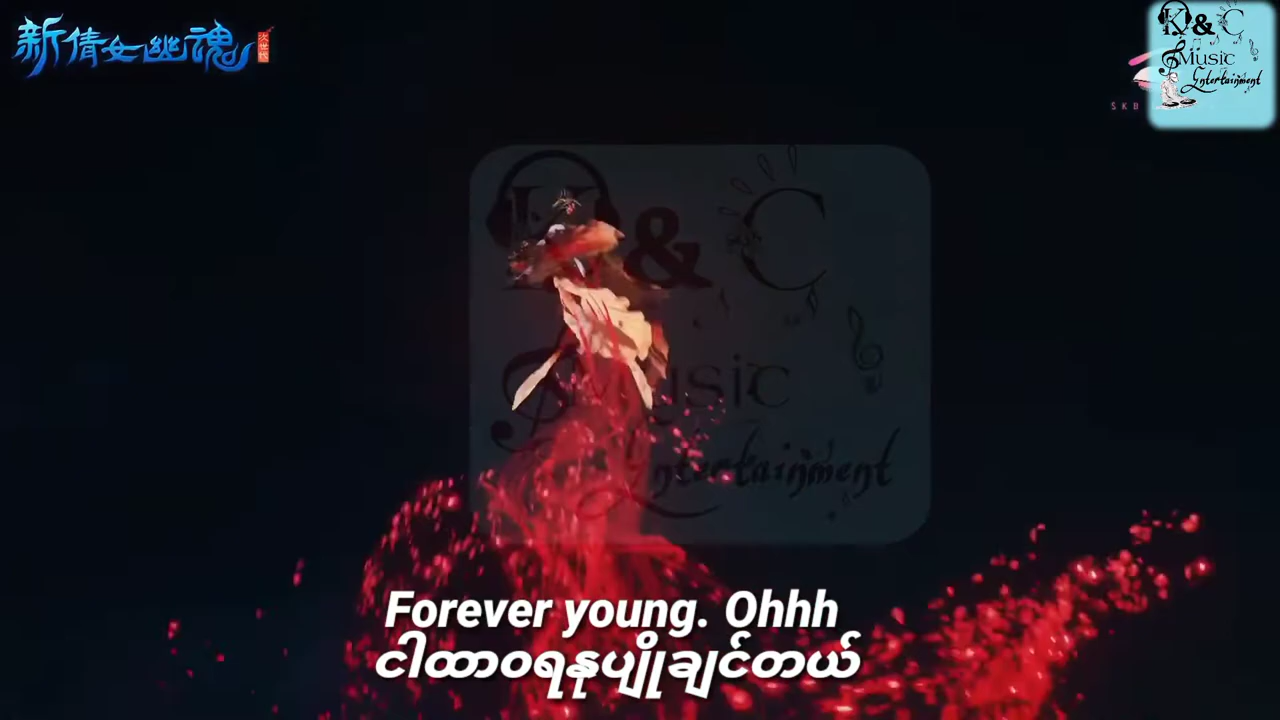 新倩女幽魂
K & C
Music
Entertainment
SKB
K & C
Music
Entertainment
Forever young. Ohhh
ငါထာဝရနုပျိုချင်တယ်